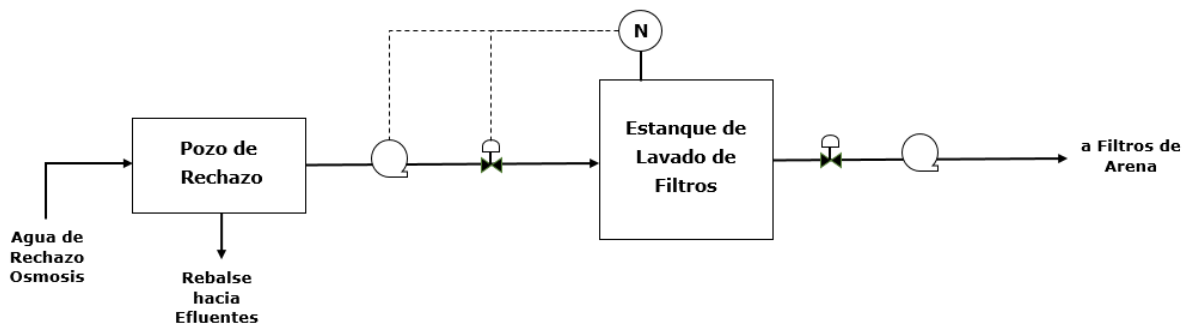 N
Pozo de
Rechazo
Estanque de
Lavado de
Filtros
a Filtros de
Arena
Agua de
Rechazo
Osmosis
Rebalse
hacia
Efluentes